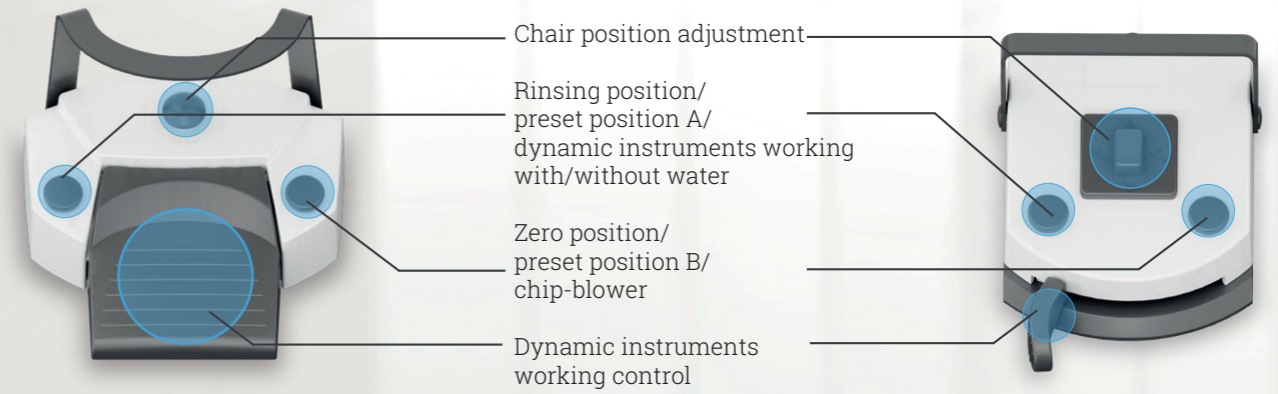 Chair position adjustment
Rinsing position/
preset position A/
dynamic instruments working
with/without water
Zero position/
preset position B/
chip-blower
Dynamic instruments
working control